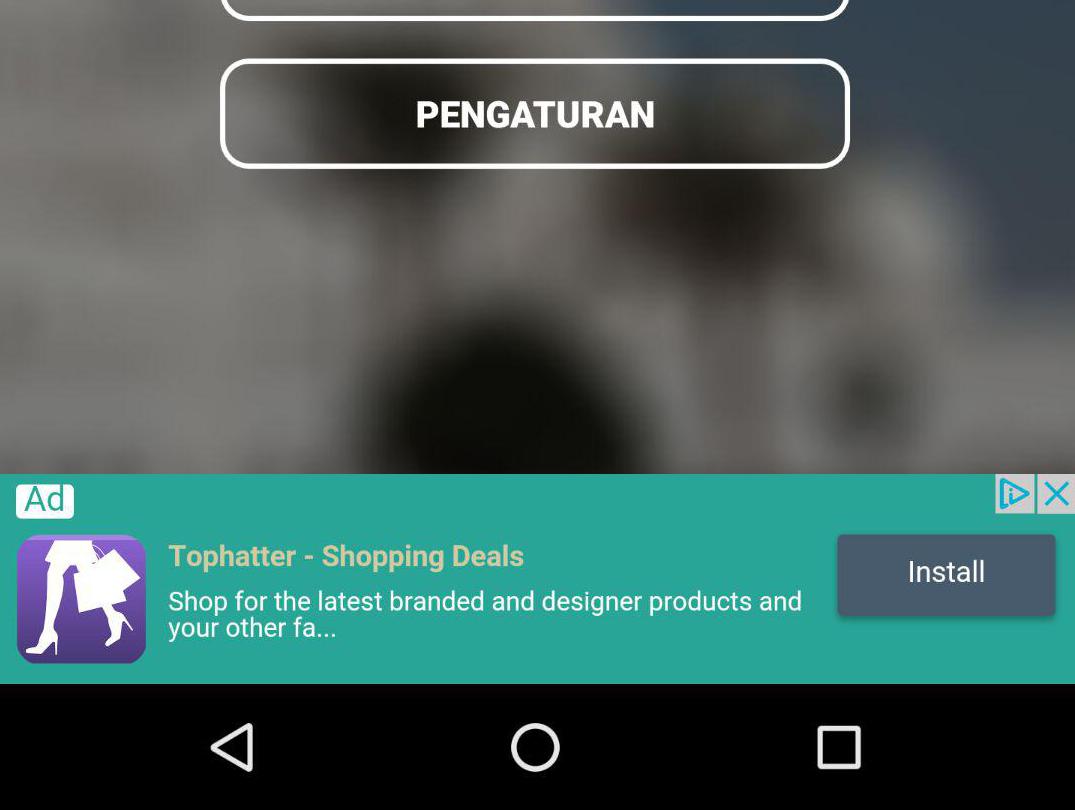 PENGATURAN
Ad
Tophatter - Shopping Deals
Shop for the latest branded and designer products and
your other fa...
Install